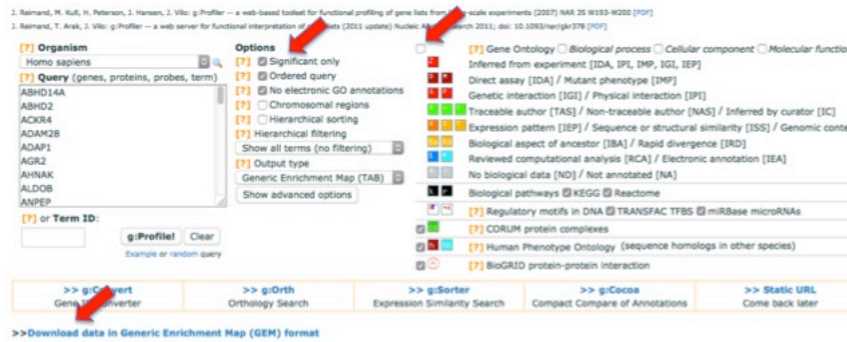 J. Reimand, M. Kull, H. Peterson, J. Hansen, J. Vilo: g:Profiler -- a web-based toolset for functional profiling of gene lists from large-scale experiments (2007) NAR 35 W193-W200 [PDF]
J. Reimand, T. Arak, J. Vilo: g:Profiler -- a web server for functional interpretation of gene lists (2011 update) Nucleic Acids Research 2011; doi: 10.1093/nar/gkr378 [PDF]
[?] Organism
Homo sapiens
[?] Query (genes, proteins, probes, term)
ABHD14A
ABHD2
ACKR4
ADAM28
ADAP1
AGR2
AHNAK
ALDOB
ANPEP
[?] or Term ID:
g:Profile! Clear
Example or random query
Options
[?] Significant only
[?] Ordered query
[?] No electronic GO annotations
[?] Chromosomal regions
[?] Hierarchical sorting
[?] Hierarchical filtering
Show all terms (no filtering)
[?] Output type
Generic Enrichment Map (TAB)
Show advanced options
[?] Gene Ontology Biological process Cellular component Molecular functio
Inferred from experiment [IDA, IPI, IMP, IGI, IEP]
Direct assay [IDA] / Mutant phenotype [IMP]
Genetic interaction [IGI] / Physical interaction [IPI]
Traceable author [TAS] / Non-traceable author [NAS] / Inferred by curator [IC]
Expression pattern [IEP] / Sequence or structural similarity [ISS] / Genomic conte
Biological aspect of ancestor [IBA] / Rapid divergence [IRD]
Reviewed computational analysis [RCA] / Electronic annotation [IEA]
No biological data [ND] / Not annotated [NA]
Biological pathways KEGG Reactome
[?] Regulatory motifs in DNA TRANSFAC TFBS miRBase microRNAs
[?] CORUM protein complexes
[?] Human Phenotype Ontology (sequence homologs in other species)
[?] BioGRID protein-protein interaction
>> g:Convert >> g:Orth >> g:Sorter >> g:Cocoa >> Static URL
Gene ID Converter Orthology Search Expression Similarity Search Compact Compare of Annotations Come back later
>>Download data in Generic Enrichment Map (GEM) format